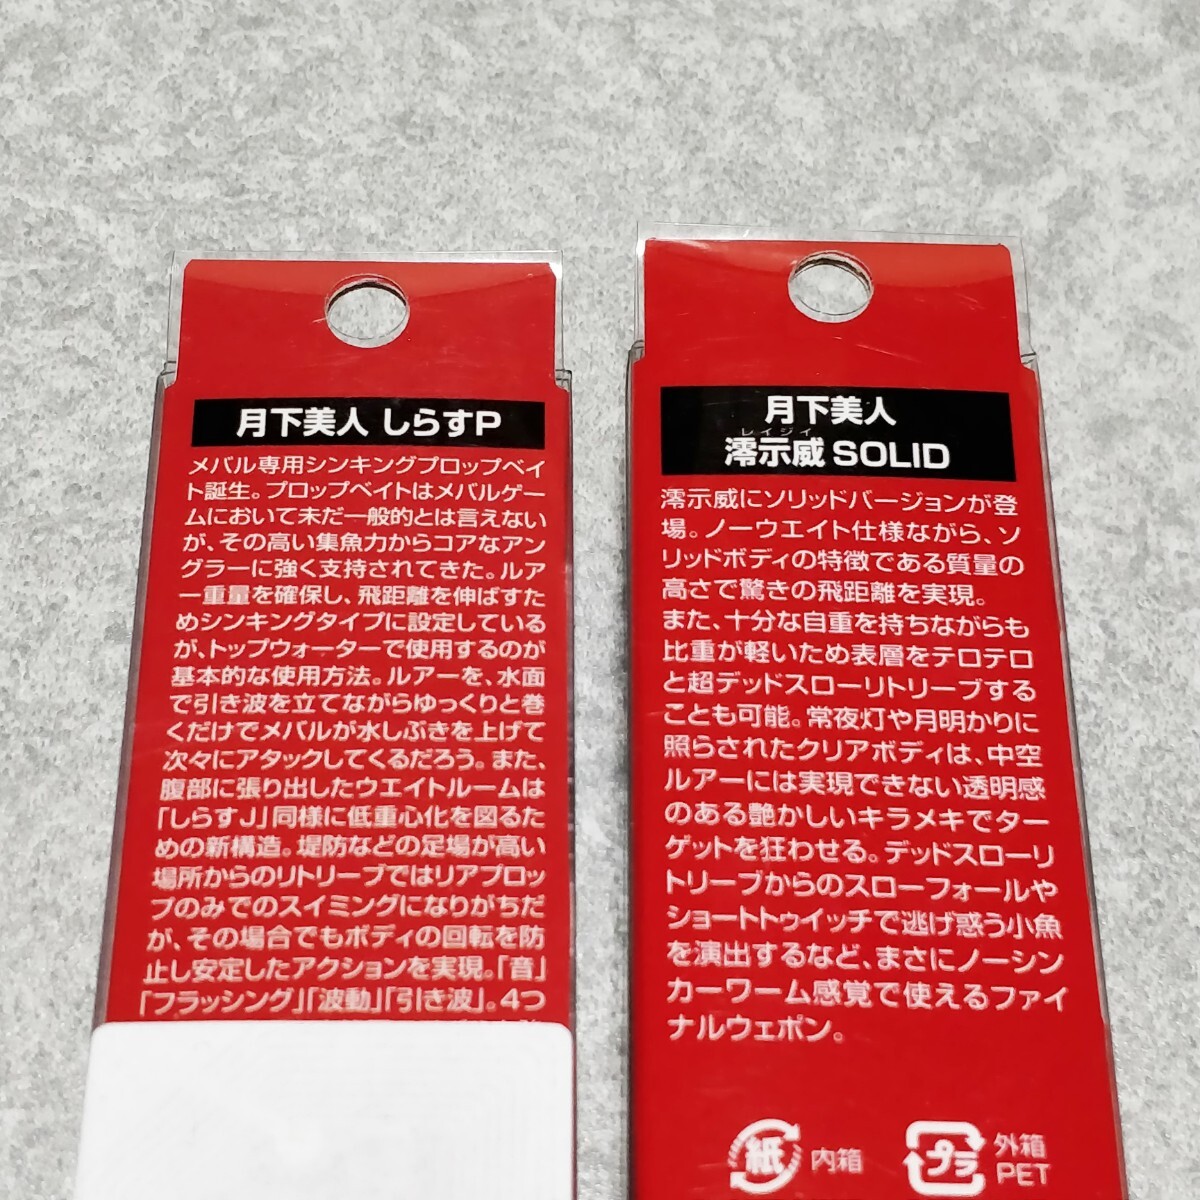 月下美人 しらすP
メバル専用シンキングプロップベイ
ト誕生。プロップベイトはメバルゲー
ムにおいて未だ一般的とは言えない
が、その高い集魚力からコアなアン
グラーに強く支持されてきた。ルア
ー重量を確保し、飛距離を伸ばすた
めシンキングタイプに設定している
が、トップウォーターで使用するのが
基本的な使用方法。ルアーを、水面
で引き波を立てながらゆっくりと巻
くだけでメバルが水しぶきを上げて
次々にアタックしてくるだろう。また、
腹部に張り出したウエイトルームは
「しらすJ」同様に低重心化を図るた
めの新構造。堤防などの足場が高い
場所からのリトリーブではリアプロッ
プのみでのスイミングになりがちだ
が、その場合でもボディの回転を防
止し安定したアクションを実現。「音」
「フラッシング」「波動」「引き波」。4つ
月下美人
レイジイ
澪示威 SOLID
澪示威にソリッドバージョンが登
場。ノーウエイト仕様ながら、ソ
リッドボディの特徴である質量の
高さで驚きの飛距離を実現。
また、十分な自重を持ちながらも
比重が軽いため表層をテロテロ
と超デッドスローリトリーブする
ことも可能。常夜灯や月明かりに
照らされたクリアボディは、中空
ルアーには実現できない透明感
のある艶かしいキラメキでター
ゲットを狂わせる。デッドスローリ
トリーブからのスローフォールや
ショートトゥイッチで逃げ惑う小魚
を演出するなど、まさにノーシン
カーワーム感覚で使えるファイ
ナルウェポン。
紙 内箱
プラ 外箱
PET